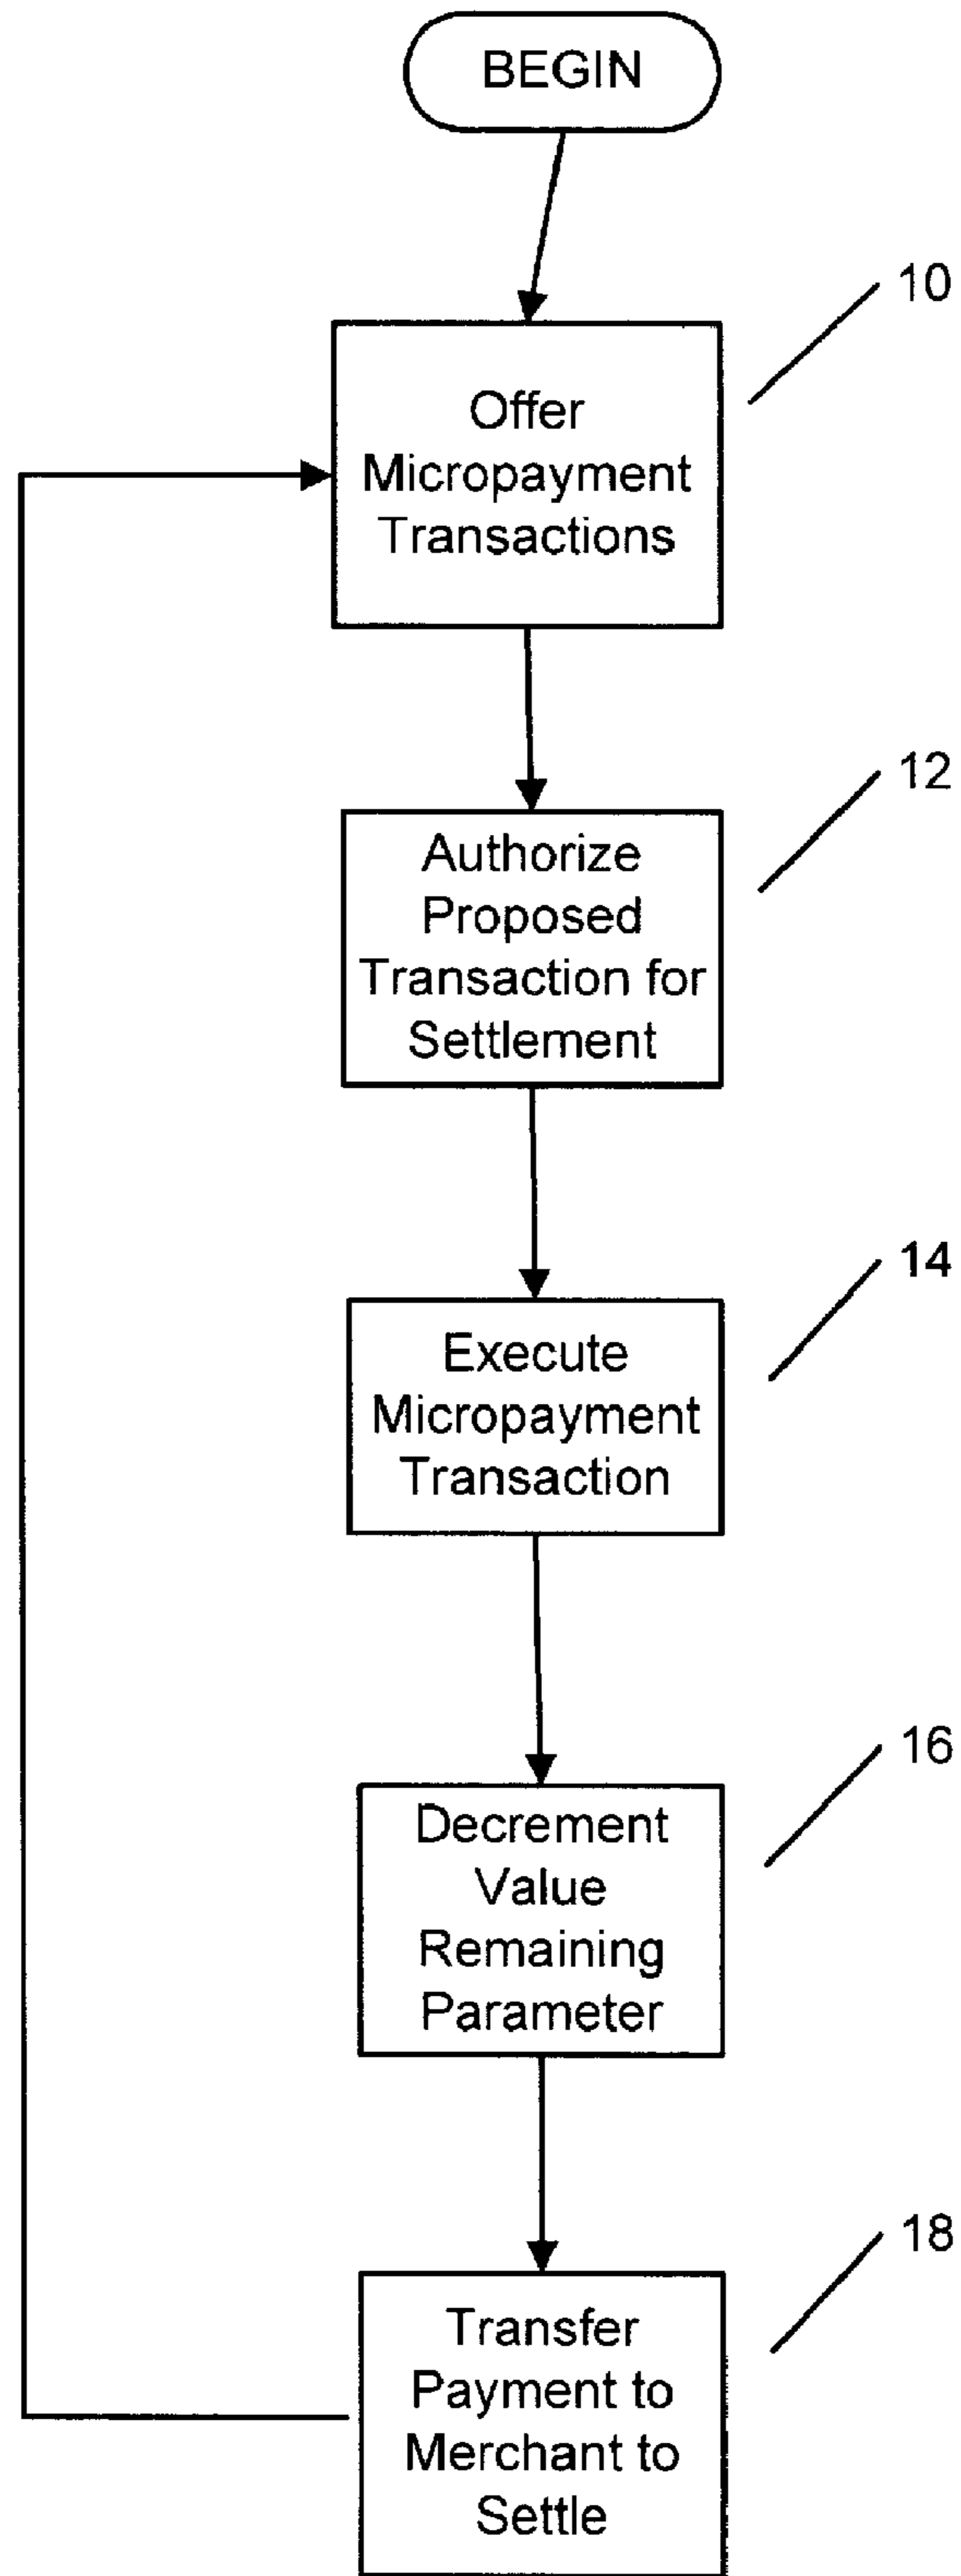 BEGIN
10
Offer
Micropayment
Transactions
12
Authorize
Proposed
Transaction for
Settlement
14
Execute
Micropayment
Transaction
16
Decrement
Value
Remaining
Parameter
18
Transfer
Payment to
Merchant to
Settle